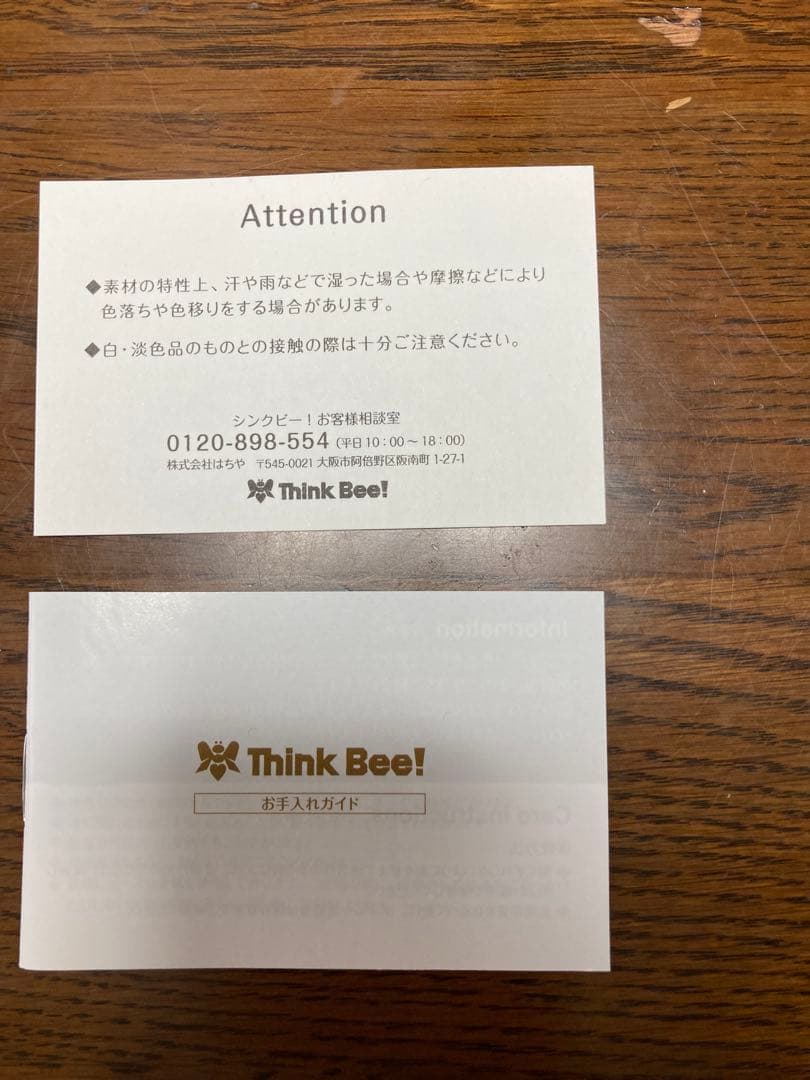 Attention
◆素材の特性上、汗や雨などで湿った場合や摩擦などにより
色落ちや色移りをする場合があります。
◆白・淡色品のものとの接触の際は十分ご注意ください。
シンクビー！お客様相談室
0120-898-554 (平日10：00～18：00)
株式会社はちや 〒545-0021 大阪市阿倍野区阪南町 1-27-1
Think Bee!
Information
Think Bee!
お手入れガイド
Care Instructions